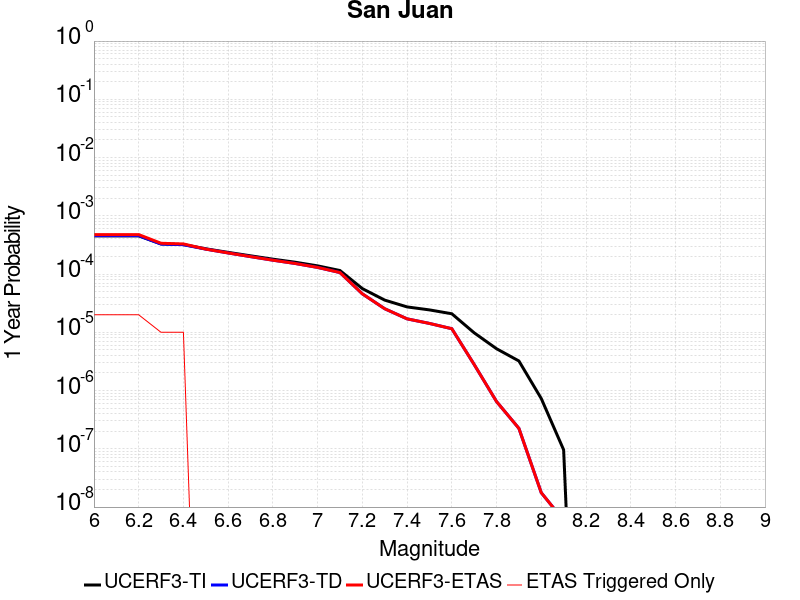 San Juan
10^0
10^-1
10^-2
10^-3
10^-4
10^-5
10^-6
10^-7
10^-8
1 Year Probability
6 6.2 6.4 6.6 6.8 7 7.2 7.4 7.6 7.8 8 8.2 8.4 8.6 8.8 9
Magnitude
UCERF3-TI UCERF3-TD UCERF3-ETAS ETAS Triggered Only